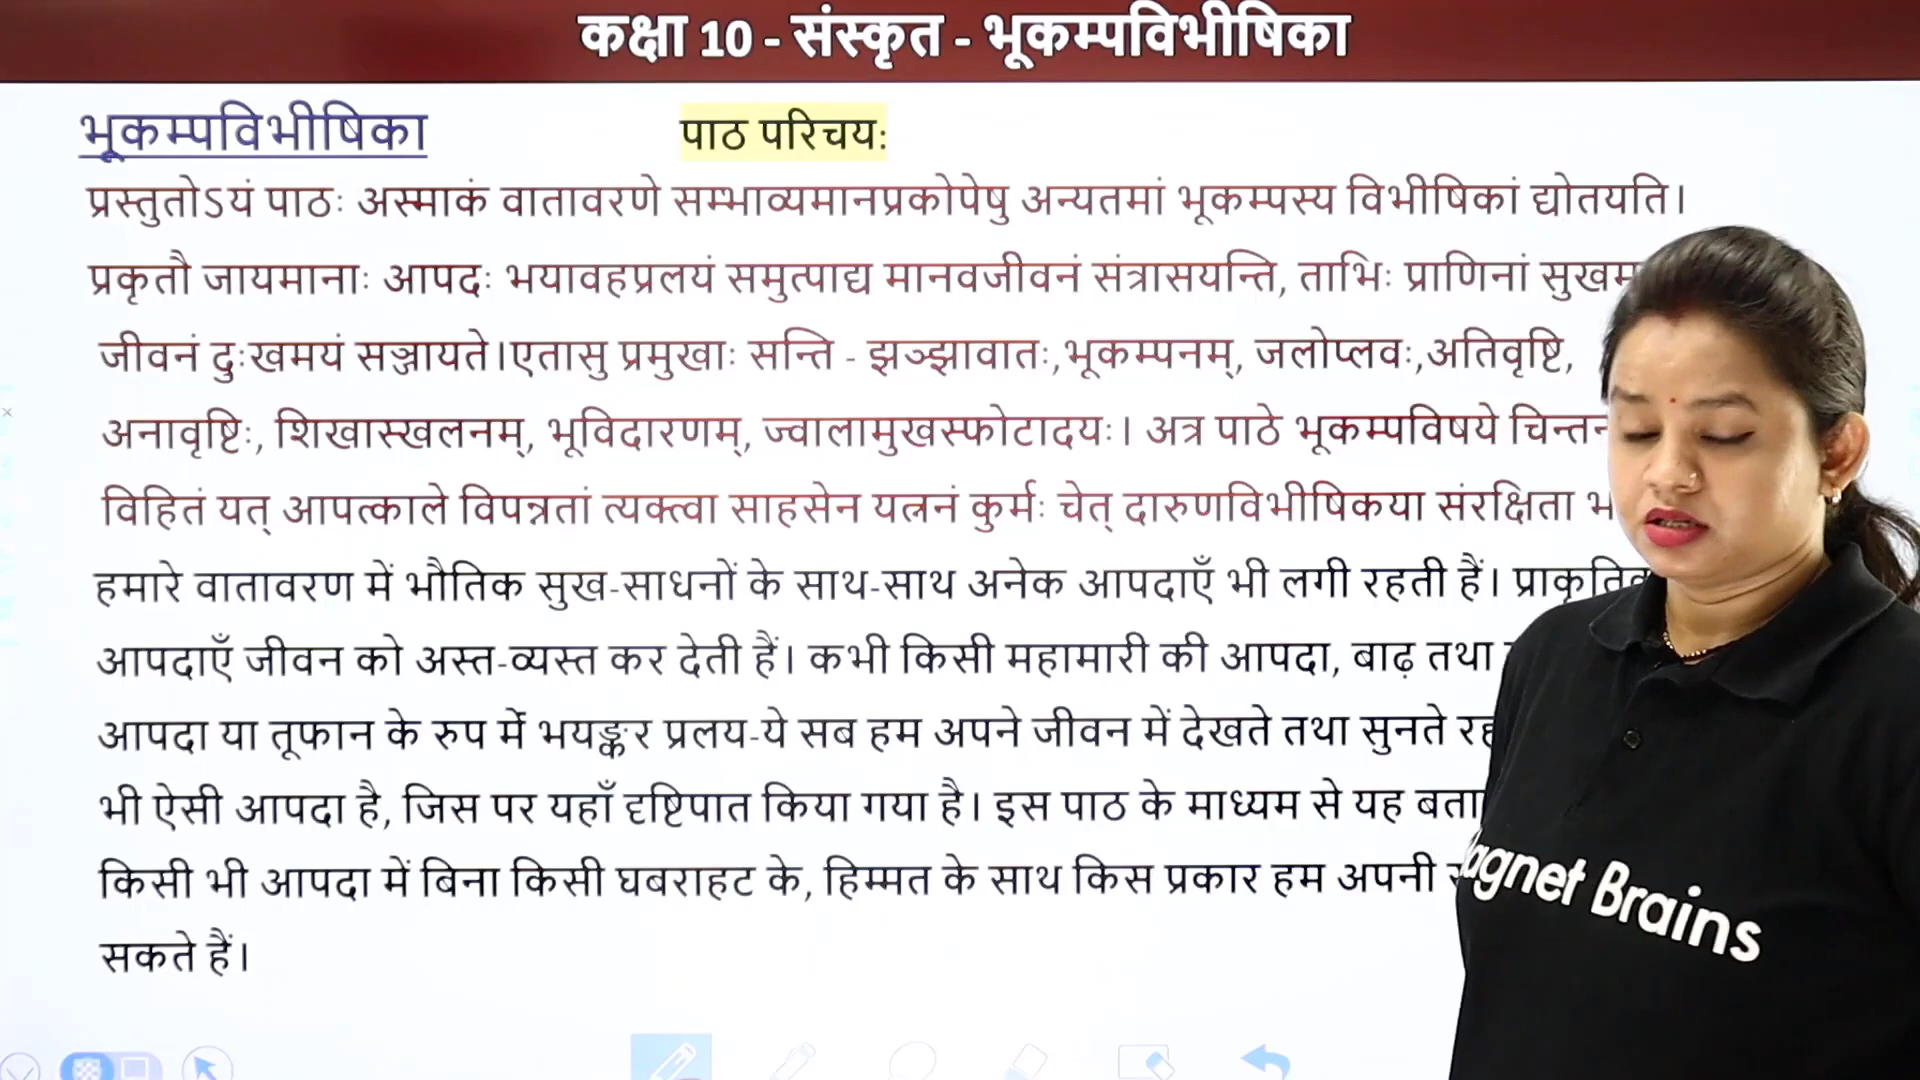 कक्षा 10 - संस्कृत - भूकम्पविभीषिका
भूकम्पविभीषिका
पाठ परिचयः
प्रस्तुतोऽयं पाठः अस्माकं वातावरणे सम्भाव्यमानप्रकोपेषु अन्यतमां भूकम्पस्य विभीषिकां द्योतयति।
प्रकृतौ जायमानाः आपदः भयावहप्रलयं समुत्पाद्य मानवजीवनं संत्रासयन्ति, ताभिः प्राणिनां
जीवनं दुःखमयं सञ्जायते।एतासु प्रमुखाः सन्ति - झञ्झावातः,भूकम्पनम्, जलोप्लवः,अतिवृष्टि,
अनावृष्टिः, शिखास्खलनम्, भूविदारणम्, ज्वालामुखस्फोटादयः। अत्र पाठे भूकम्पविषये
विहितं यत् आपत्काले विपन्नतां त्यक्त्वा साहसेन यत्ननं कुर्मः चेत् दारुणविभीषिकया संरक्षिता
हमारे वातावरण में भौतिक सुख-साधनों के साथ-साथ अनेक आपदाएँ भी लगी रहती हैं।
आपदाएँ जीवन को अस्त-व्यस्त कर देती हैं। कभी किसी महामारी की आपदा, बाढ़ तथा
आपदा या तूफान के रुप में भयङ्कर प्रलय-ये सब हम अपने जीवन में देखते तथा सुनते
भी ऐसी आपदा है, जिस पर यहाँ दृष्टिपात किया गया है। इस पाठ के माध्यम से यह
किसी भी आपदा में बिना किसी घबराहट के, हिम्मत के साथ किस प्रकार हम अपनी
सकते हैं।
Brains